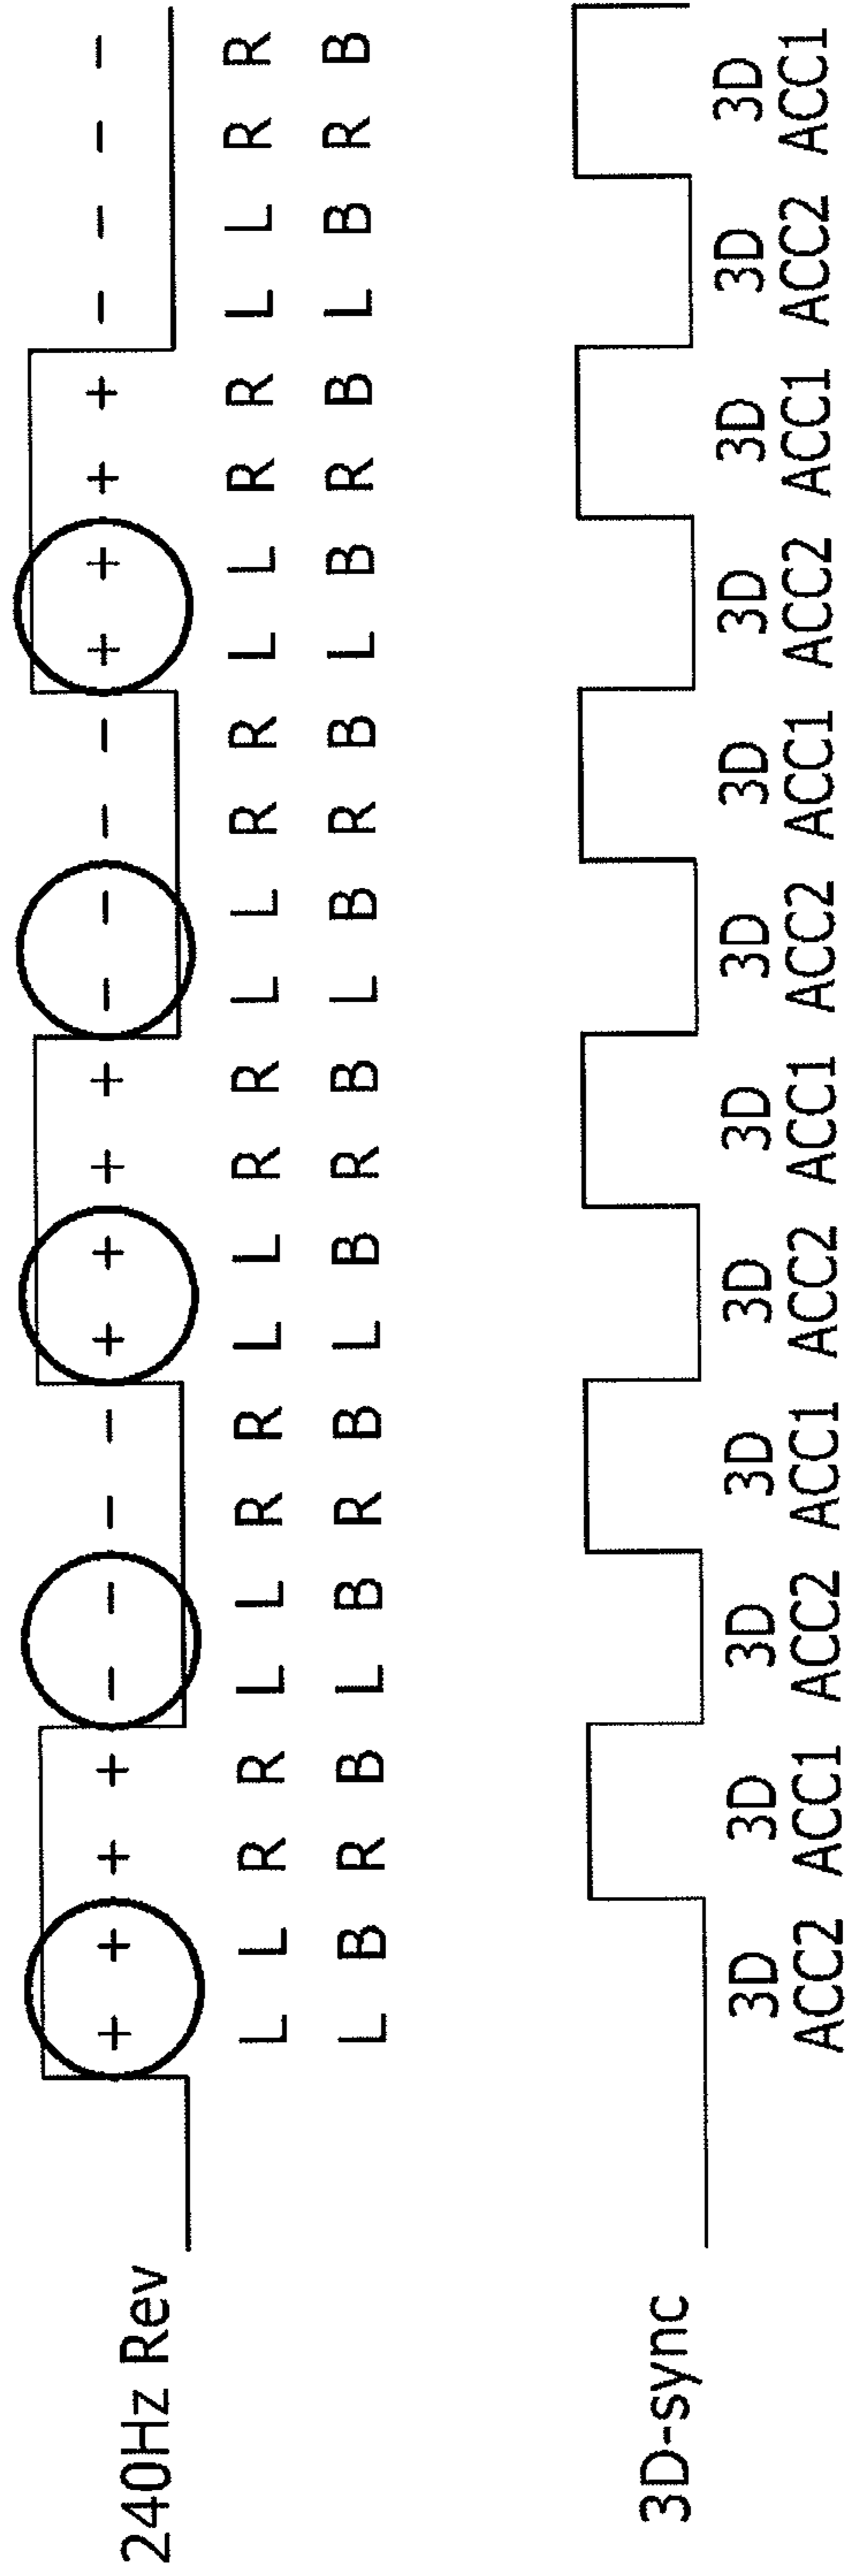 240Hz Rev + + + + − − − − + + + + − − − − + + + + − − − −
L L R R L L R R L L R R L L R R L L R R L L R R
L B R B L B R B L B R B L B R B L B R B L B R B
3D-sync
3D 3D 3D 3D 3D 3D 3D 3D 3D 3D 3D 3D
ACC2 ACC1 ACC2 ACC1 ACC2 ACC1 ACC2 ACC1 ACC2 ACC1 ACC2 ACC1